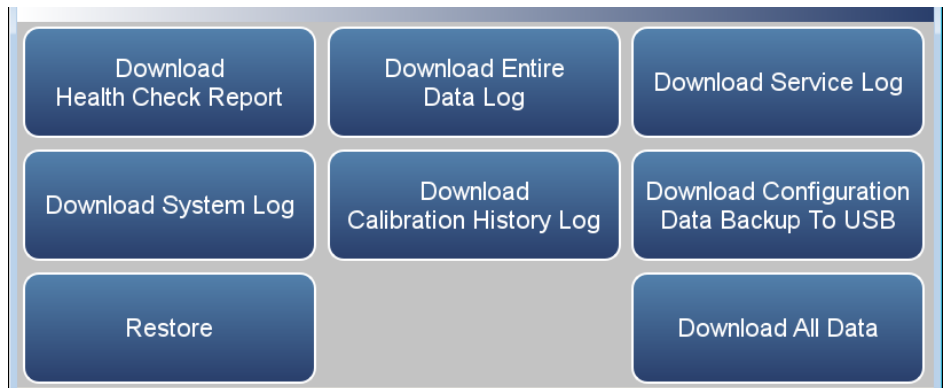 Download
Health Check Report
Download Entire
Data Log
Download Service Log
Download System Log
Download
Calibration History Log
Download Configuration
Data Backup To USB
Restore
Download All Data